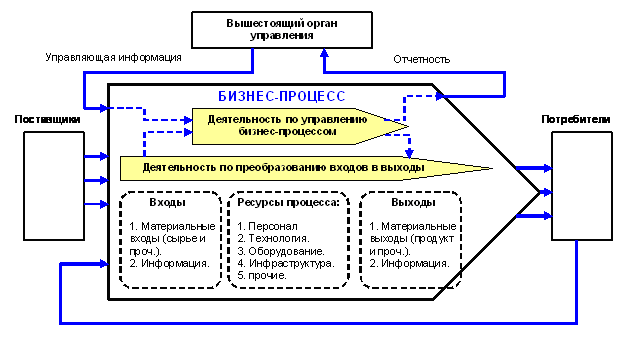 Вышестоящий орган
управления
Управляющая информация
Отчетность
БИЗНЕС-ПРОЦЕСС
Поставщики
Деятельность по управлению
бизнес-процессом
Потребители
Деятельность по преобразованию входов в выходы
Входы
1. Материальные
входы (сырье и
проч.).
2. Информация.
Ресурсы процесса:
1. Персонал
2. Технология.
3. Оборудование.
4. Инфраструктура.
5. прочие.
Выходы
1. Материальные
выходы (продукт
и проч.).
2. Информация.